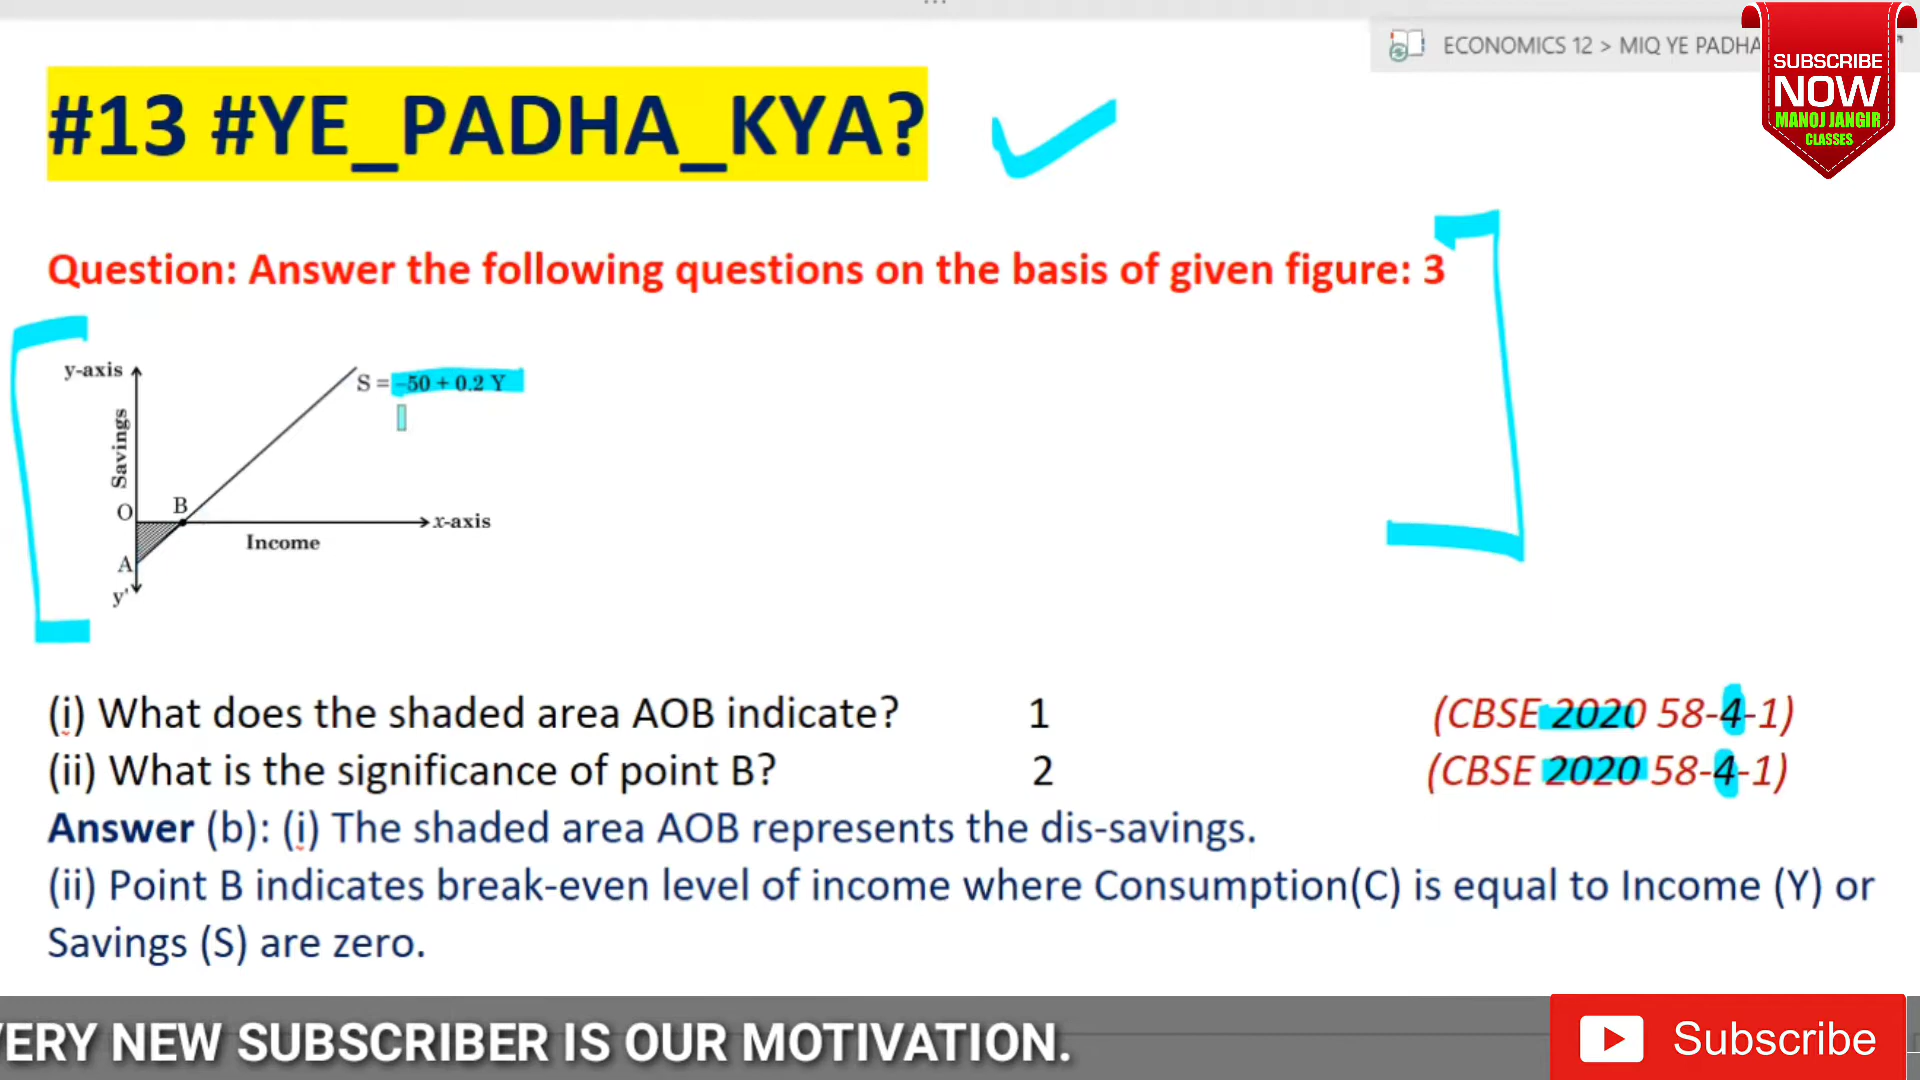 ECONOMICS 12 > MIQ YE PADHA
SUBSCRIBE
NOW
MANOJ JANGIR
CLASSES
#13 #YE_PADHA_KYA?
Question: Answer the following questions on the basis of given figure: 3
y-axis
S = –50 + 0.2 Y
Savings
O
B
x-axis
Income
A
y'
(i) What does the shaded area AOB indicate? 1 (CBSE 2020 58-4-1)
(ii) What is the significance of point B? 2 (CBSE 2020 58-4-1)
Answer (b): (i) The shaded area AOB represents the dis-savings.
(ii) Point B indicates break-even level of income where Consumption(C) is equal to Income (Y) or
Savings (S) are zero.
VERY NEW SUBSCRIBER IS OUR MOTIVATION.
Subscribe